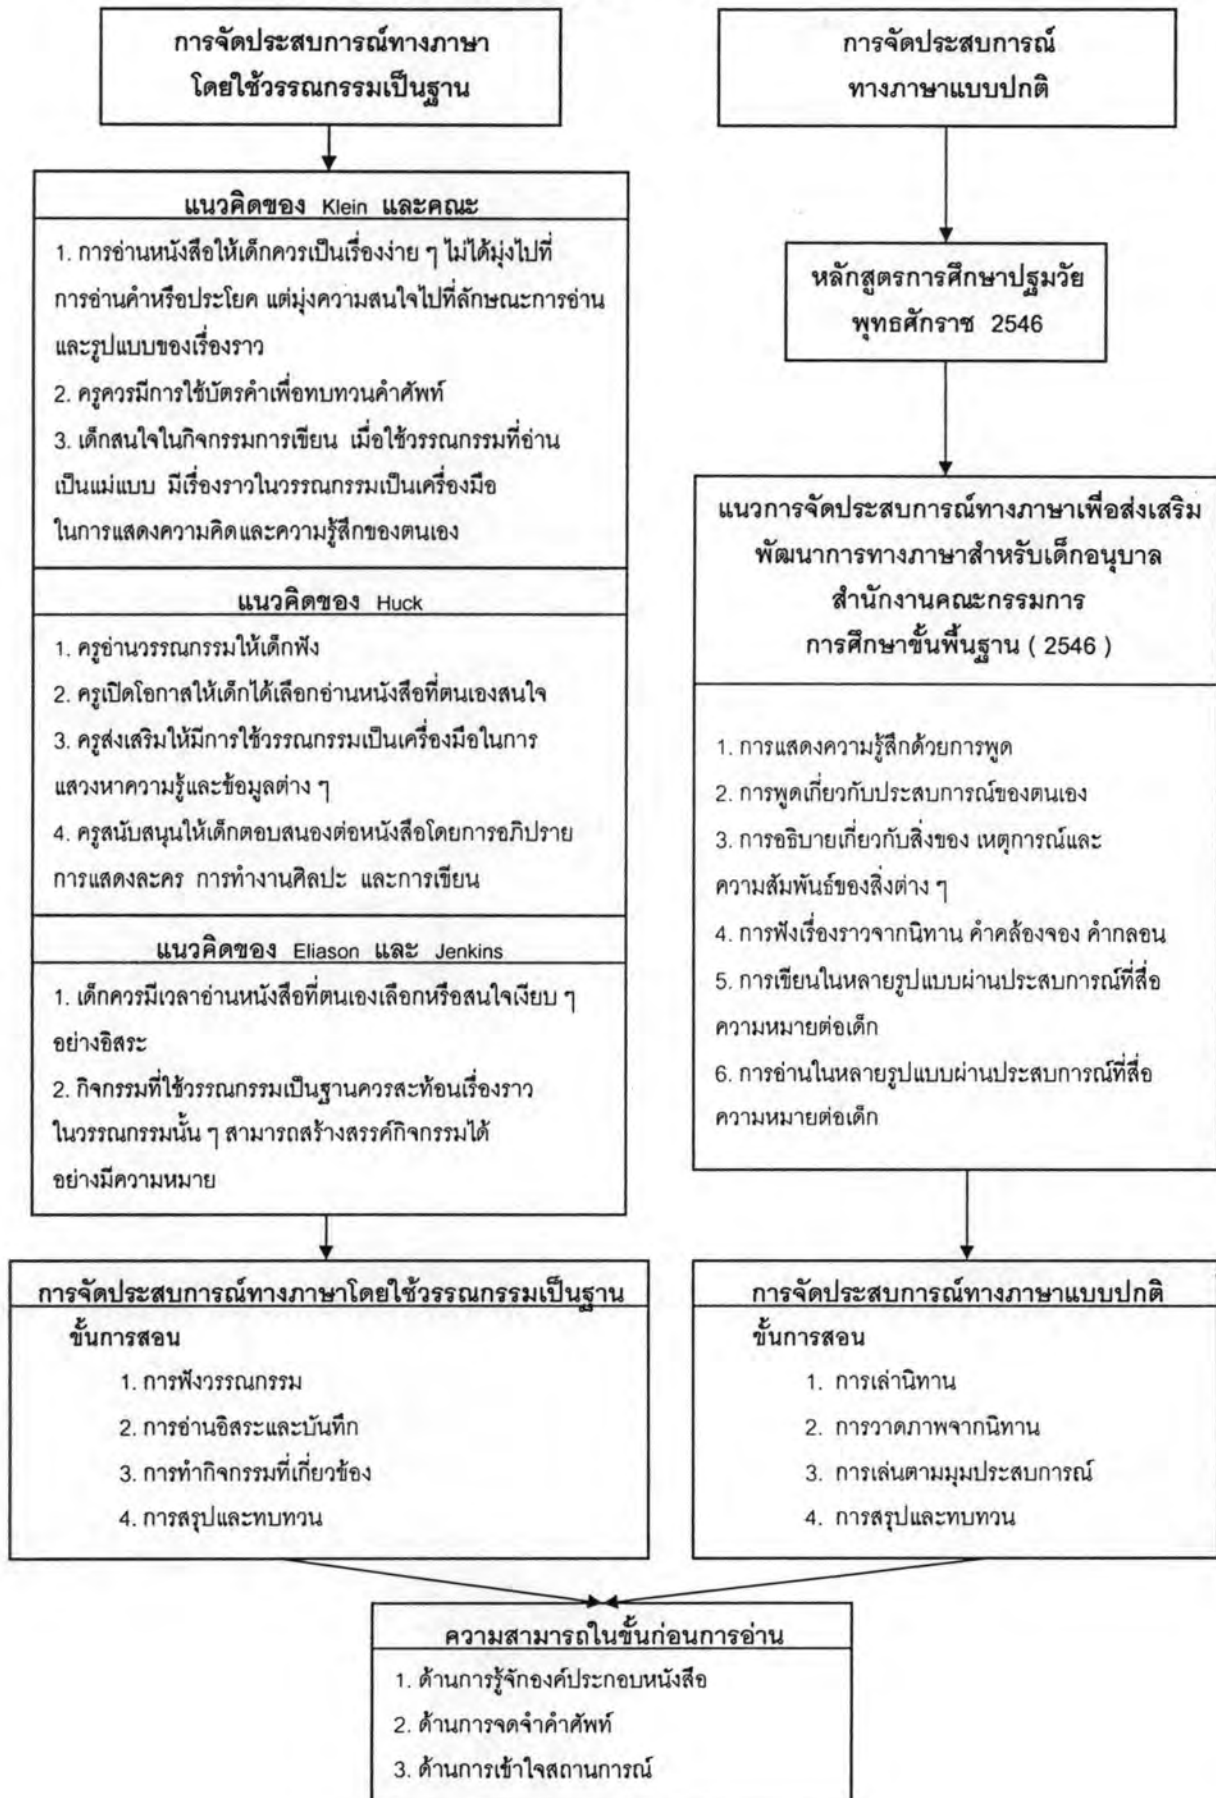 การจัดประสบการณ์ทางภาษา
โดยใช้วรรณกรรมเป็นฐาน
แนวคิดของ Klein และคณะ
1. การอ่านหนังสือให้เด็กควรเป็นเรื่องง่าย ๆ ไม่ได้มุ่งไปที่
การอ่านคำหรือประโยค แต่มุ่งความสนใจไปที่ลักษณะการอ่าน
และรูปแบบของเรื่องราว
2. ครูควรมีการใช้บัตรคำเพื่อทบทวนคำศัพท์
3. เด็กสนใจในกิจกรรมการเขียน เมื่อใช้วรรณกรรมที่อ่าน
เป็นแม่แบบ มีเรื่องราวในวรรณกรรมเป็นเครื่องมือ
ในการแสดงความคิดและความรู้สึกของตนเอง
แนวคิดของ Huck
1. ครูอ่านวรรณกรรมให้เด็กฟัง
2. ครูเปิดโอกาสให้เด็กได้เลือกอ่านหนังสือที่ตนเองสนใจ
3. ครูส่งเสริมให้มีการใช้วรรณกรรมเป็นเครื่องมือในการ
แสวงหาความรู้และข้อมูลต่าง ๆ
4. ครูสนับสนุนให้เด็กตอบสนองต่อหนังสือโดยการอภิปราย
การแสดงละคร การทำงานศิลปะ และการเขียน
แนวคิดของ Eliason และ Jenkins
1. เด็กควรมีเวลาอ่านหนังสือที่ตนเองเลือกหรือสนใจเงียบ ๆ
อย่างอิสระ
2. กิจกรรมที่ใช้วรรณกรรมเป็นฐานควรสะท้อนเรื่องราว
ในวรรณกรรมนั้น ๆ สามารถสร้างสรรค์กิจกรรมได้
อย่างมีความหมาย
การจัดประสบการณ์ทางภาษาโดยใช้วรรณกรรมเป็นฐาน
ขั้นการสอน
1. การฟังวรรณกรรม
2. การอ่านอิสระและบันทึก
3. การทำกิจกรรมที่เกี่ยวข้อง
4. การสรุปและทบทวน
การจัดประสบการณ์
ทางภาษาแบบปกติ
หลักสูตรการศึกษาปฐมวัย
พุทธศักราช 2546
แนวการจัดประสบการณ์ทางภาษาเพื่อส่งเสริม
พัฒนาการทางภาษาสำหรับเด็กอนุบาล
สำนักงานคณะกรรมการ
การศึกษาขั้นพื้นฐาน ( 2546 )
1. การแสดงความรู้สึกด้วยการพูด
2. การพูดเกี่ยวกับประสบการณ์ของตนเอง
3. การอธิบายเกี่ยวกับสิ่งของ เหตุการณ์และ
ความสัมพันธ์ของสิ่งต่าง ๆ
4. การฟังเรื่องราวจากนิทาน คำคล้องจอง คำกลอน
5. การเขียนในหลายรูปแบบผ่านประสบการณ์ที่สื่อ
ความหมายต่อเด็ก
6. การอ่านในหลายรูปแบบผ่านประสบการณ์ที่สื่อ
ความหมายต่อเด็ก
การจัดประสบการณ์ทางภาษาแบบปกติ
ขั้นการสอน
1. การเล่านิทาน
2. การวาดภาพจากนิทาน
3. การเล่นตามมุมประสบการณ์
4. การสรุปและทบทวน
ความสามารถในขั้นก่อนการอ่าน
1. ด้านการรู้จักองค์ประกอบหนังสือ
2. ด้านการจดจำคำศัพท์
3. ด้านการเข้าใจสถานการณ์